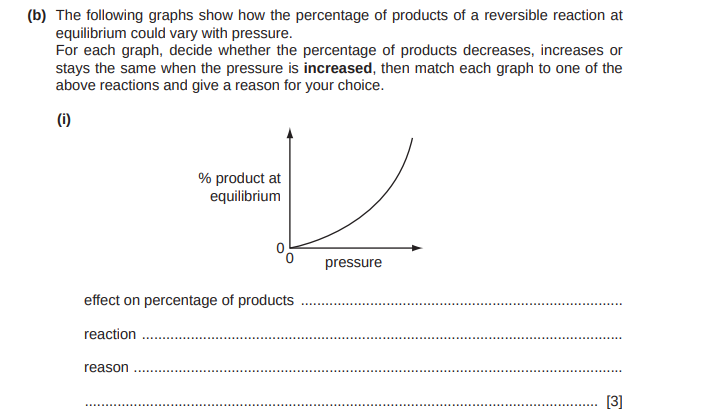 (b) The following graphs show how the percentage of products of a reversible reaction at
equilibrium could vary with pressure.
For each graph, decide whether the percentage of products decreases, increases or
stays the same when the pressure is increased, then match each graph to one of the
above reactions and give a reason for your choice.
(i)
% product at
equilibrium
0
0
pressure
effect on percentage of products ................................................................................
reaction ................................................................................................................
reason ..................................................................................................................
............................................................................................................................ [3]